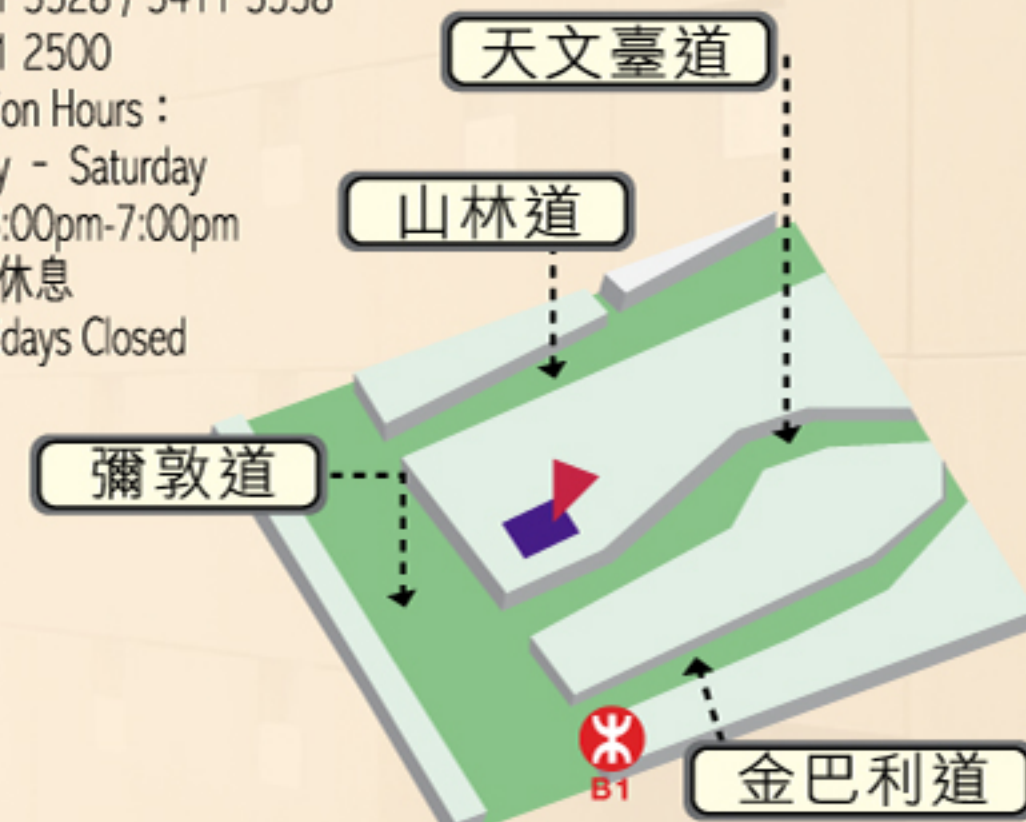 1 2500
on Hours：
y - Saturday
:00pm-7:00pm
休息
days Closed
天文臺道
山林道
彌敦道
B1
金巴利道